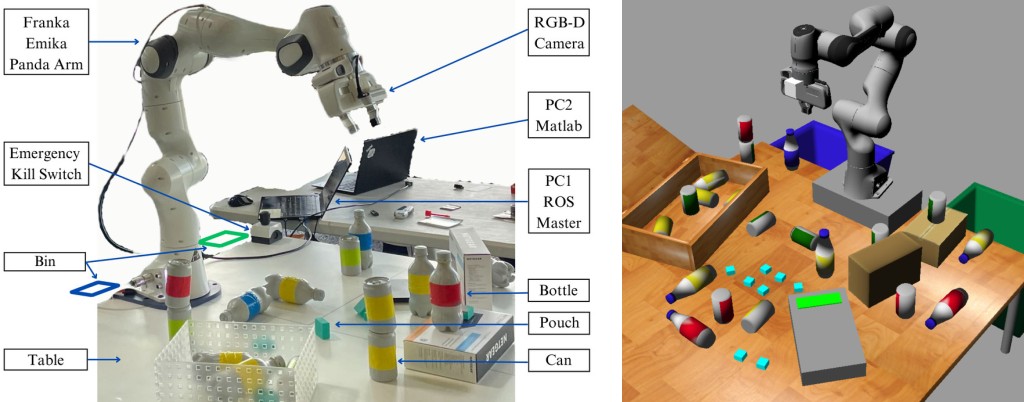 Franka
Emika
Panda Arm
RGB-D
Camera
PC2
Matlab
Emergency
Kill Switch
PC1
ROS
Master
Bin
Bottle
Pouch
Table
Can
NETGEAR